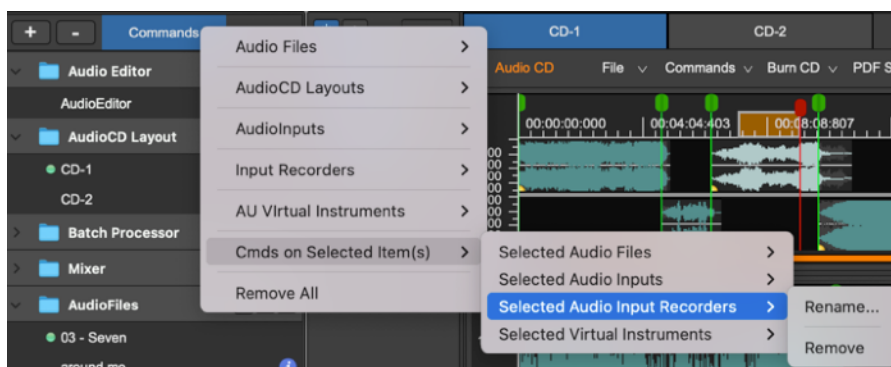 +
-
Commands
Audio Editor
AudioEditor
AudioCD Layout
CD-1
CD-2
Batch Processor
Mixer
AudioFiles
03 - Seven
around me
Audio Files
AudioCD Layouts
AudioInputs
Input Recorders
AU VIrtual Instruments
Cmds on Selected Item(s)
Remove All
Selected Audio Files
Selected Audio Inputs
Selected Audio Input Recorders
Selected Virtual Instruments
Rename...
Remove
CD-1 CD-2
Audio CD File Commands Burn CD PDF S
00:00:00:000 00:04:04:403 00:08:08:807